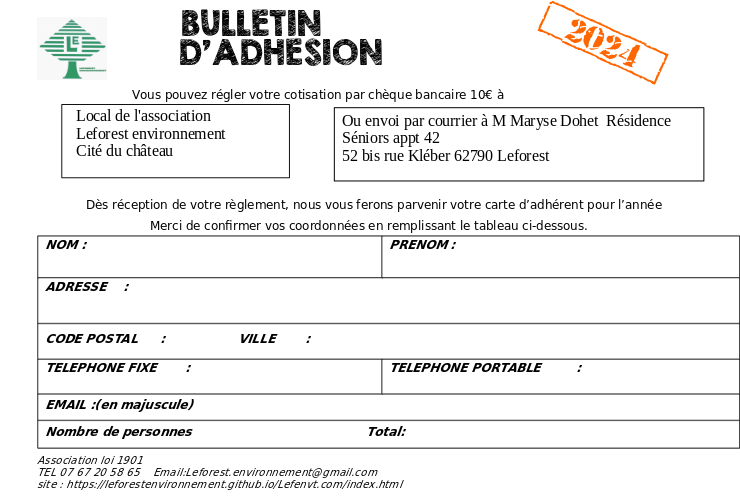 BULLETIN
D'ADHESION
LE
2024
Vous pouvez régler votre cotisation par chèque bancaire 10€ à
Local de l'association
Leforest environnement
Cité du château
Ou envoi par courrier à M Maryse Dohet Résidence
Séniors appt 42
52 bis rue Kléber 62790 Leforest
Dès réception de votre règlement, nous vous ferons parvenir votre carte d’adhérent pour l’année
Merci de confirmer vos coordonnées en remplissant le tableau ci-dessous.
NOM : PRENOM :
ADRESSE :
CODE POSTAL : VILLE :
TELEPHONE FIXE : TELEPHONE PORTABLE :
EMAIL :(en majuscule)
Nombre de personnes Total:
Association loi 1901
TEL 07 67 20 58 65 Email:Leforest.environnement@gmail.com
site : https://leforestenvironnement.github.io/Lefenvt.com/index.html